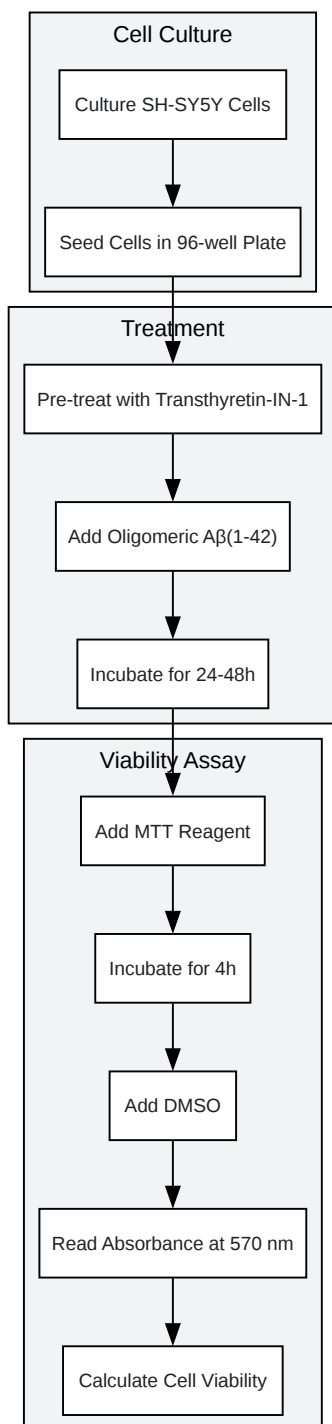 Cell Culture
Culture SH-SY5Y Cells
Seed Cells in 96-well Plate
Treatment
Pre-treat with Transthyretin-IN-1
Add Oligomeric Aβ(1-42)
Incubate for 24-48h
Viability Assay
Add MTT Reagent
Incubate for 4h
Add DMSO
Read Absorbance at 570 nm
Calculate Cell Viability